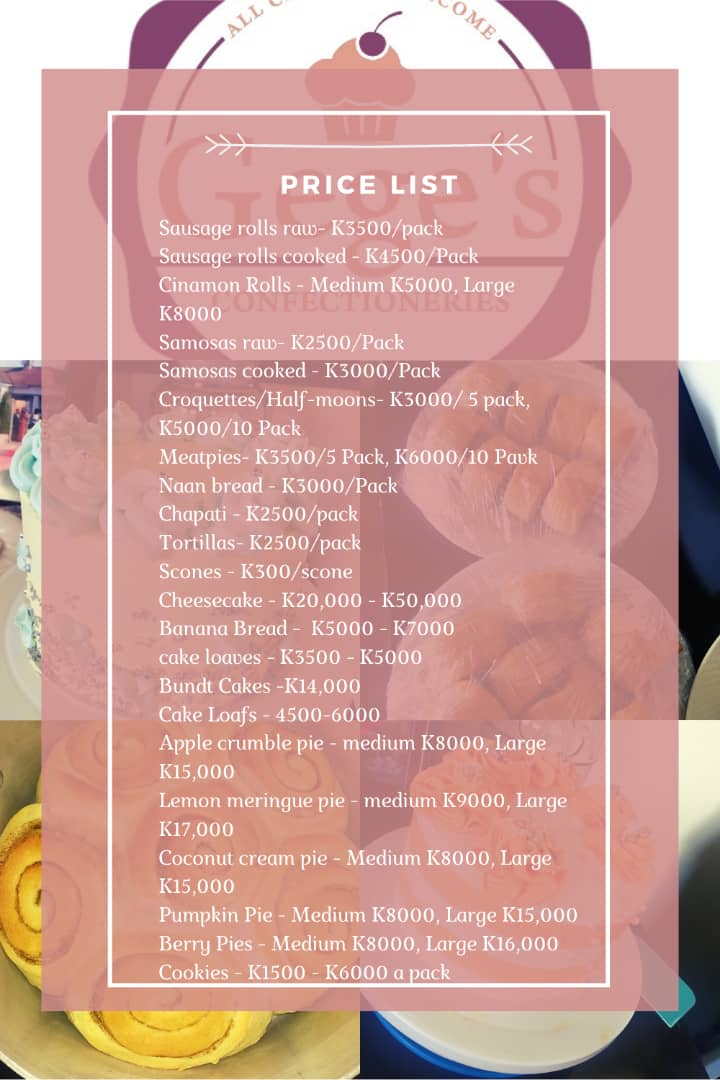 ALL C COME
Gege's
CONFECTIONERIES
PRICE LIST
Sausage rolls raw- K3500/pack
Sausage rolls cooked - K4500/Pack
Cinamon Rolls - Medium K5000, Large
K8000
Samosas raw- K2500/Pack
Samosas cooked - K3000/Pack
Croquettes/Half-moons- K3000/ 5 pack,
K5000/10 Pack
Meatpies- K3500/5 Pack, K6000/10 Pavk
Naan bread - K3000/Pack
Chapati - K2500/pack
Tortillas- K2500/pack
Scones - K300/scone
Cheesecake - K20,000 - K50,000
Banana Bread -  K5000 - K7000
cake loaves - K3500 - K5000
Bundt Cakes -K14,000
Cake Loafs - 4500-6000
Apple crumble pie - medium K8000, Large
K15,000
Lemon meringue pie - medium K9000, Large
K17,000
Coconut cream pie - Medium K8000, Large
K15,000
Pumpkin Pie - Medium K8000, Large K15,000
Berry Pies - Medium K8000, Large K16,000
Cookies - K1500 - K6000 a pack